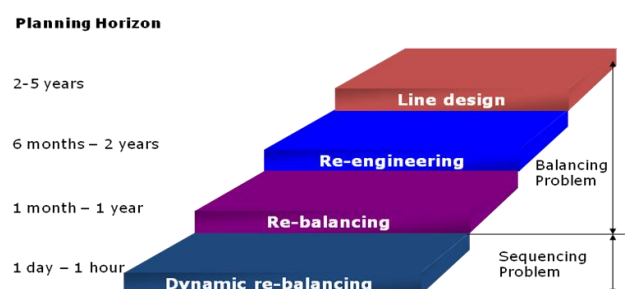 Planning Horizon
2-5 years
Line design
6 months – 2 years
Re-engineering
Balancing
Problem
1 month – 1 year
Re-balancing
Sequencing
Problem
1 day – 1 hour
Dynamic re-balancing